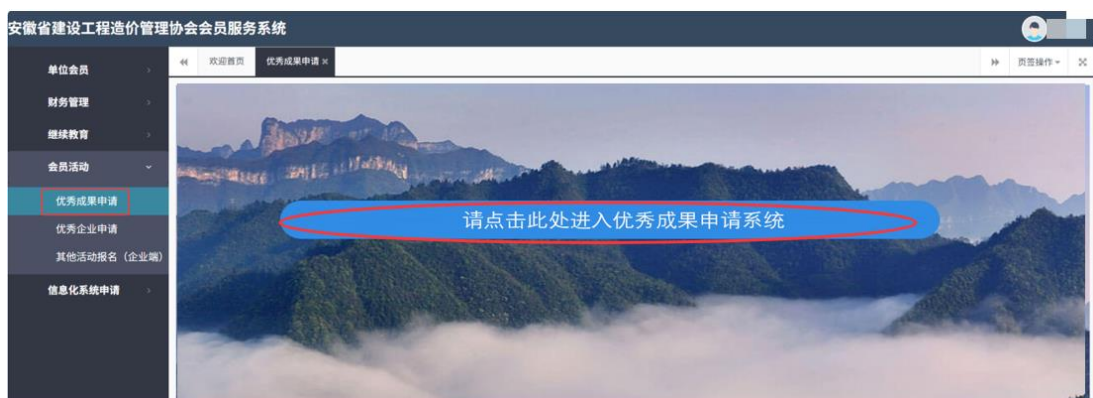 安徽省建设工程造价管理协会会员服务系统
欢迎首页
优秀成果申请
页签操作
单位会员
财务管理
继续教育
会员活动
优秀成果申请
优秀企业申请
其他活动报名（企业端）
信息化系统申请
请点击此处进入优秀成果申请系统